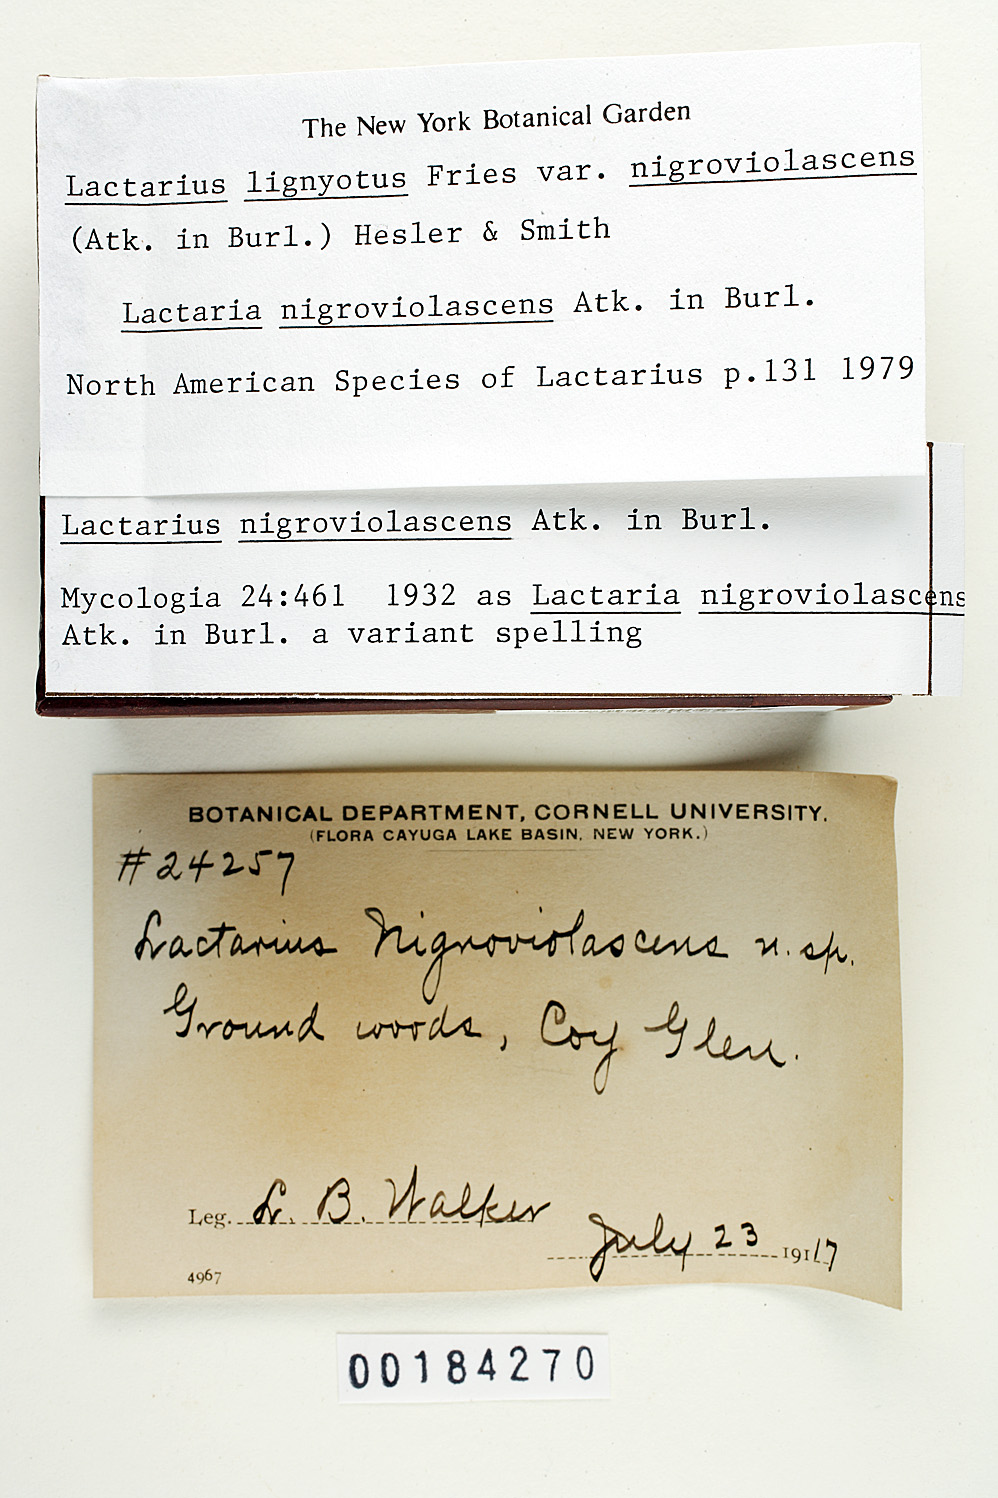 The New York Botanical Garden
Lactarius lignyotus Fries var. nigroviolascens
(Atk. in Burl.) Hesler & Smith
Lactaria nigroviolascens Atk. in Burl.
North American Species of Lactarius p.131 1979
Lactarius nigroviolascens Atk. in Burl.
Mycologia 24:461 1932 as Lactaria nigroviolascens
Atk. in Burl. a variant spelling
BOTANICAL DEPARTMENT, CORNELL UNIVERSITY.
(FLORA CAYUGA LAKE BASIN, NEW YORK.)
#24257
Lactarius Nigroviolascens n. sp.
Ground woods, Coy Glen.
Leg. L. B. Walker
July 23 1917
4967
00184270